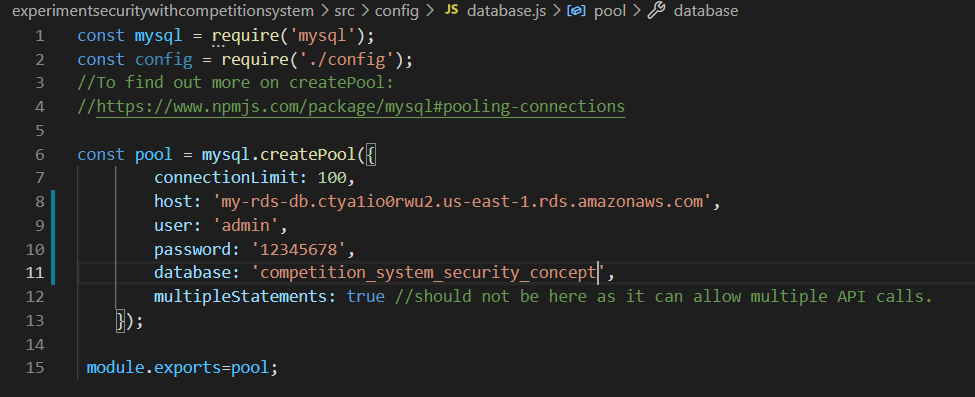 experimentsecuritywithcompetitionsystem > src > config > JS database.js > pool > database
1 const mysql = require('mysql');
2 const config = require('./config');
3 //To find out more on createPool:
4 //https://www.npmjs.com/package/mysql#pooling-connections
5
6 const pool = mysql.createPool({
7 connectionLimit: 100,
8 host: 'my-rds-db.ctya1io0rwu2.us-east-1.rds.amazonaws.com',
9 user: 'admin',
10 password: '12345678',
11 database: 'competition_system_security_concept',
12 multipleStatements: true //should not be here as it can allow multiple API calls.
13 });
14
15 module.exports=pool;